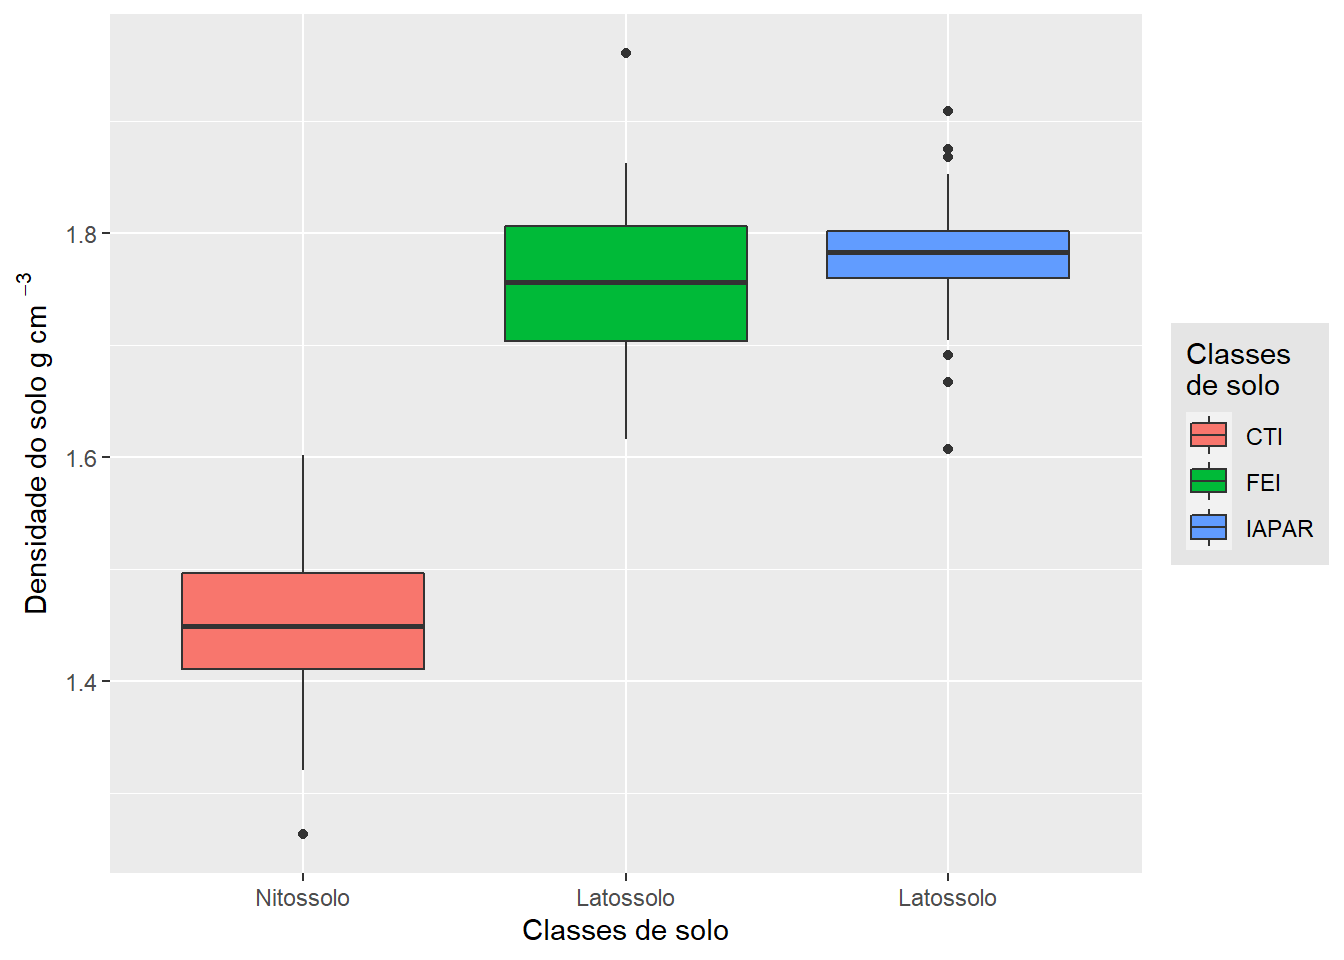 Densidade do solo g cm −3
1.8
1.6
1.4
Nitossolo
Latossolo
Latossolo
Classes de solo
Classes
de solo
CTI
FEI
IAPAR